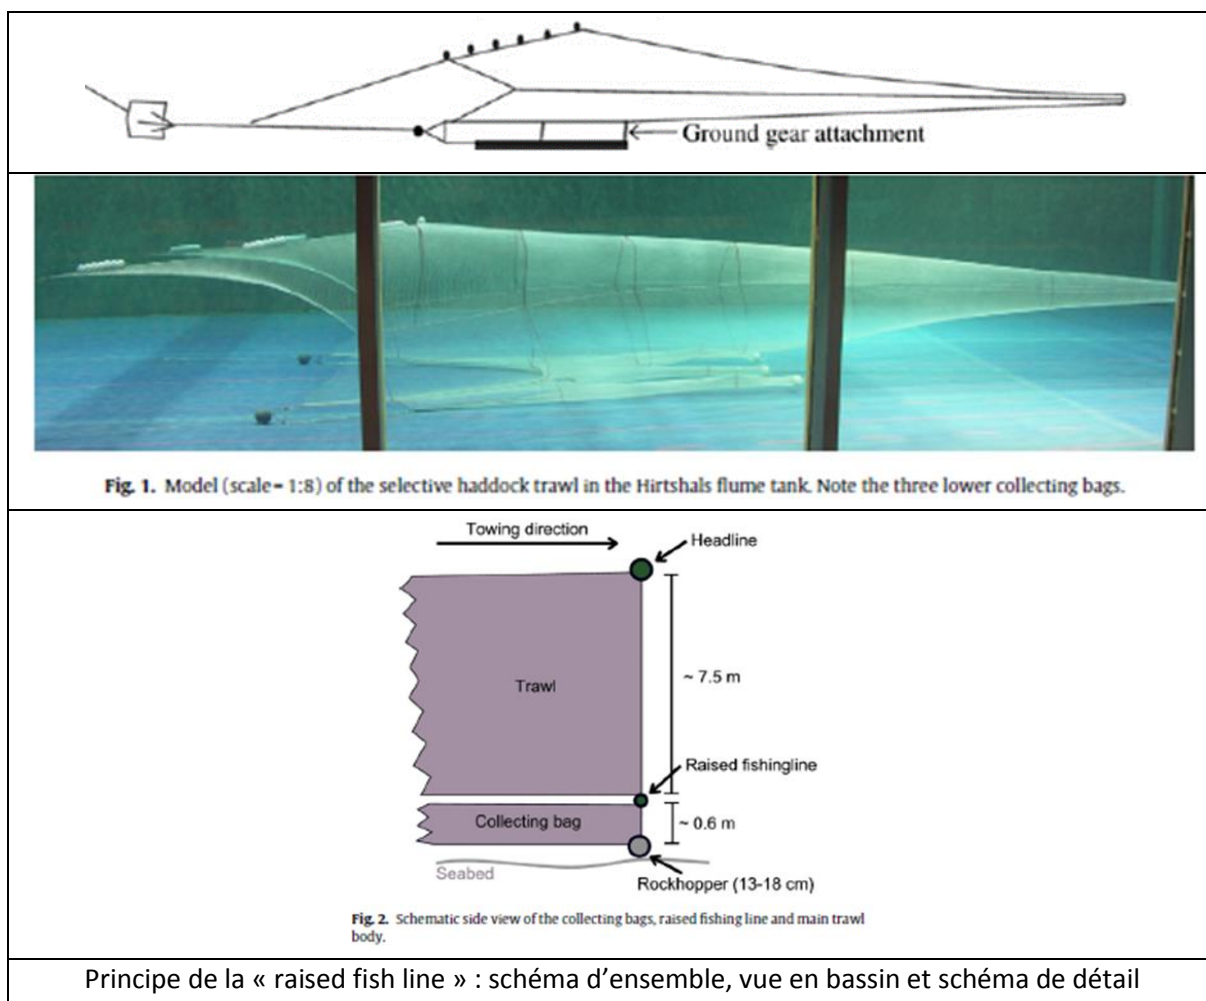 Ground gear attachment
Fig. 1. Model (scale = 1:8) of the selective haddock trawl in the Hirtshals flume tank. Note the three lower collecting bags.
Towing direction
Headline
~ 7.5 m
Trawl
Raised fishingline
Collecting bag
~ 0.6 m
Seabed
Rockhopper (13-18 cm)
Fig. 2. Schematic side view of the collecting bags, raised fishing line and main trawl
body.
Principe de la « raised fish line » : schéma d’ensemble, vue en bassin et schéma de détail